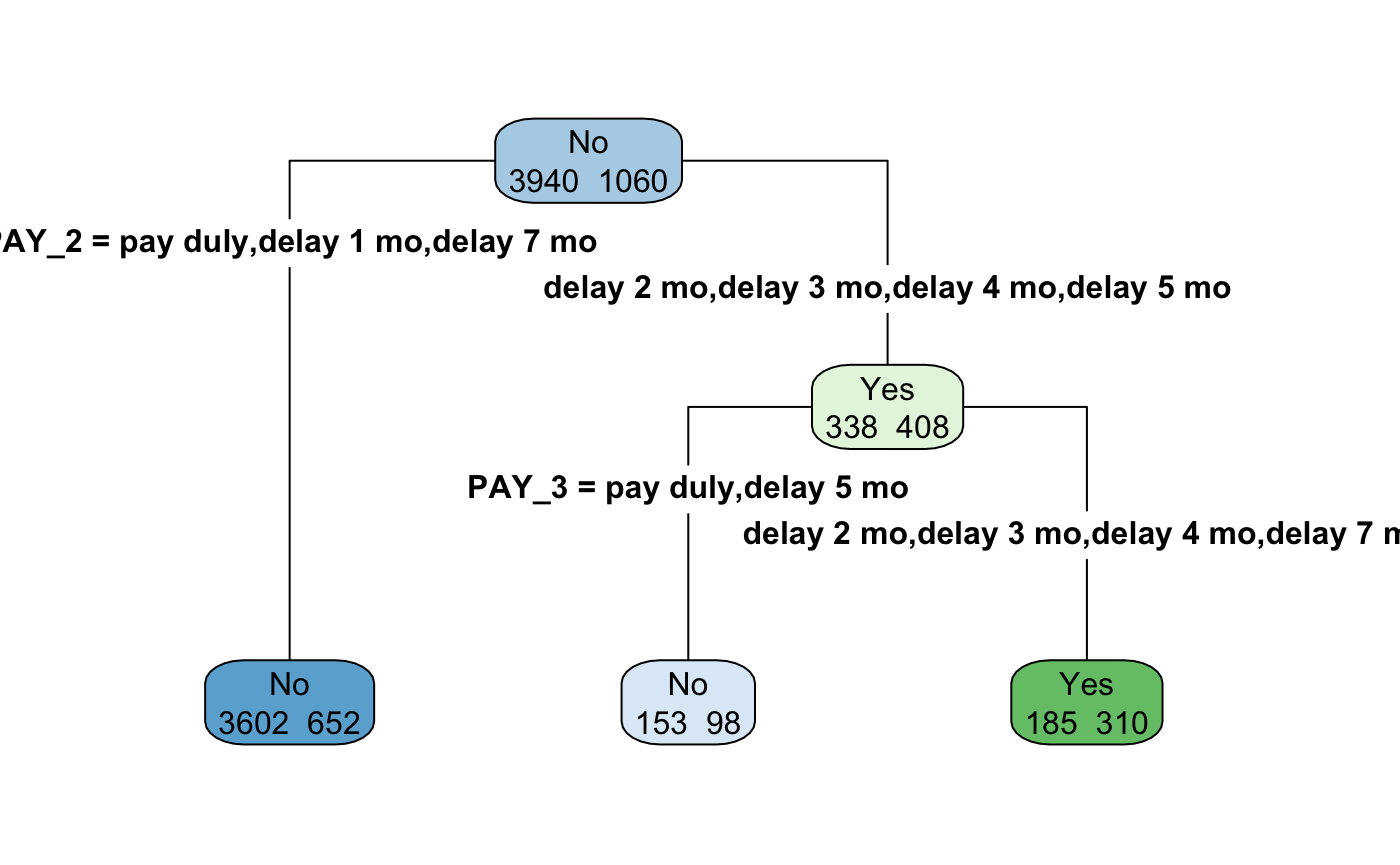 No
3940 1060
PAY_2 = pay duly,delay 1 mo,delay 7 mo
delay 2 mo,delay 3 mo,delay 4 mo,delay 5 mo
Yes
338 408
PAY_3 = pay duly,delay 5 mo
delay 2 mo,delay 3 mo,delay 4 mo,delay 7 m
No
3602 652
No
153 98
Yes
185 310